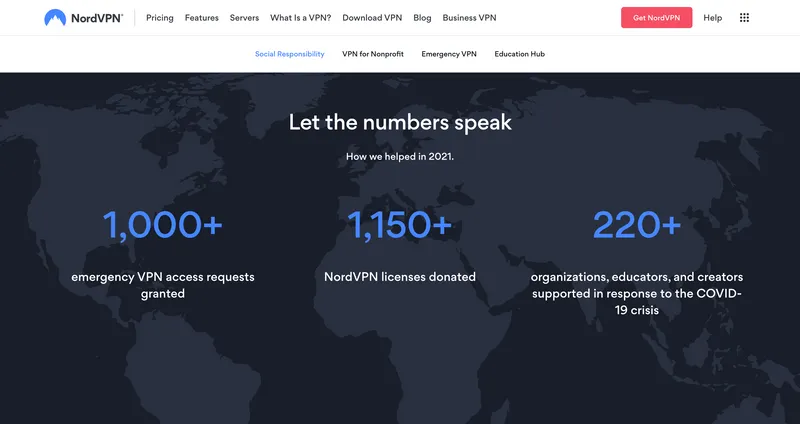 NordVPN® Pricing Features Servers What Is a VPN? Download VPN Blog Business VPN Get NordVPN Help
Social Responsibility VPN for Nonprofit Emergency VPN Education Hub
Let the numbers speak
How we helped in 2021.
1,000+
emergency VPN access requests
granted
1,150+
NordVPN licenses donated
220+
organizations, educators, and creators
supported in response to the COVID-
19 crisis